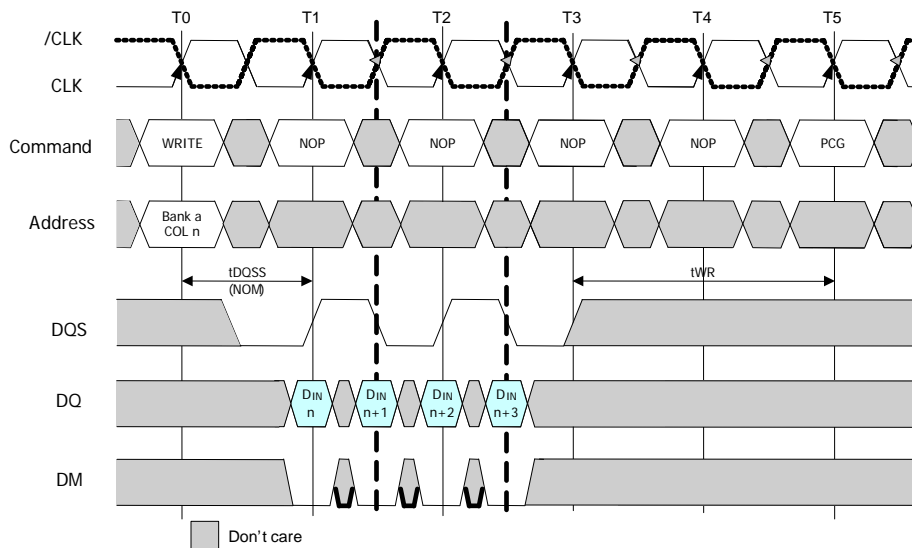 T0 T1 T2 T3 T4 T5
/CLK
CLK
Command WRITE NOP NOP NOP NOP PCG
Address Bank a
COL n
tDQSS
(NOM)
tWR
DQS
DQ DIN
n
DIN
n+1
DIN
n+2
DIN
n+3
DM
Don't care